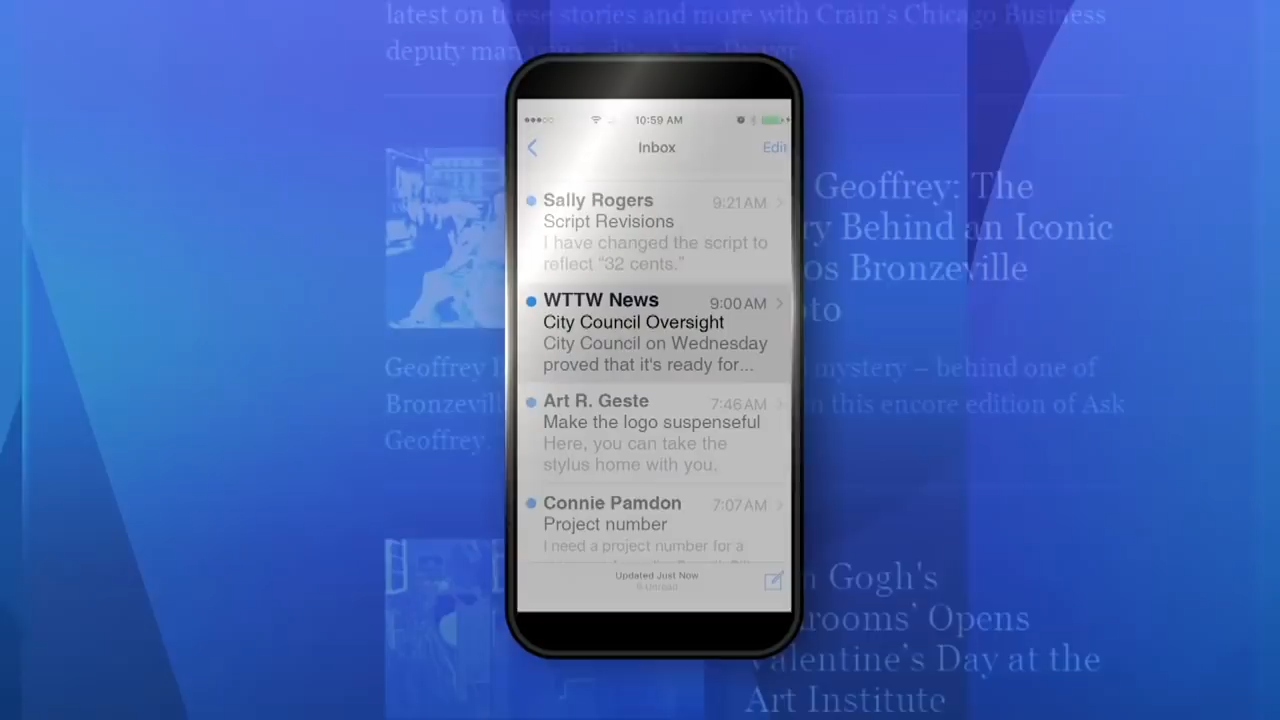 latest on these stories and more with Crain's Chicago Business
deputy
10:59 AM
Inbox
Edit
Sally Rogers 9:21 AM
Script Revisions
I have changed the script to
reflect “32 cents.”
WTTW News 9:00 AM
City Council Oversight
City Council on Wednesday
proved that it's ready for...
Art R. Geste 7:46 AM
Make the logo suspenseful
Here, you can take the
stylus home with you.
Connie Pamdon 7:07 AM
Project number
I need a project number for a
Updated Just Now
Geoffrey: The
Behind an Iconic
Bronzeville
Geoffrey
mystery – behind one of
this encore edition of Ask
Geoffrey.
Gogh's
Opens
Valentine's Day at the
Art Institute